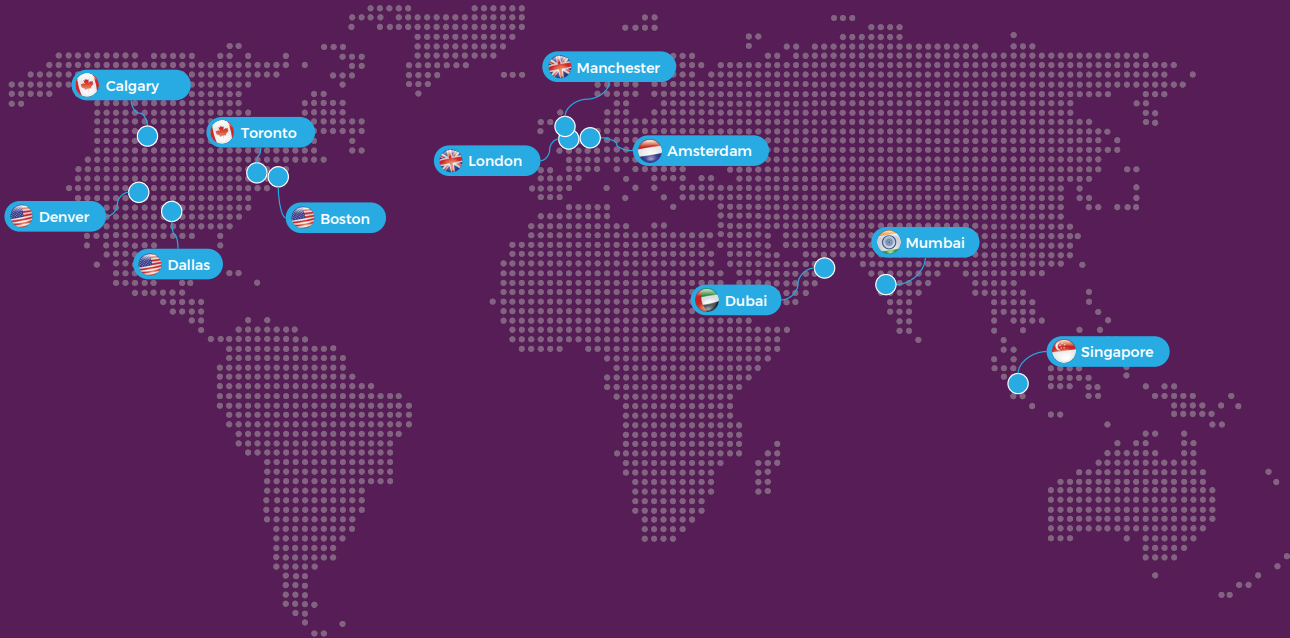 Manchester
Calgary
Toronto
Amsterdam
London
Denver
Boston
Mumbai
Dallas
Dubai
Singapore